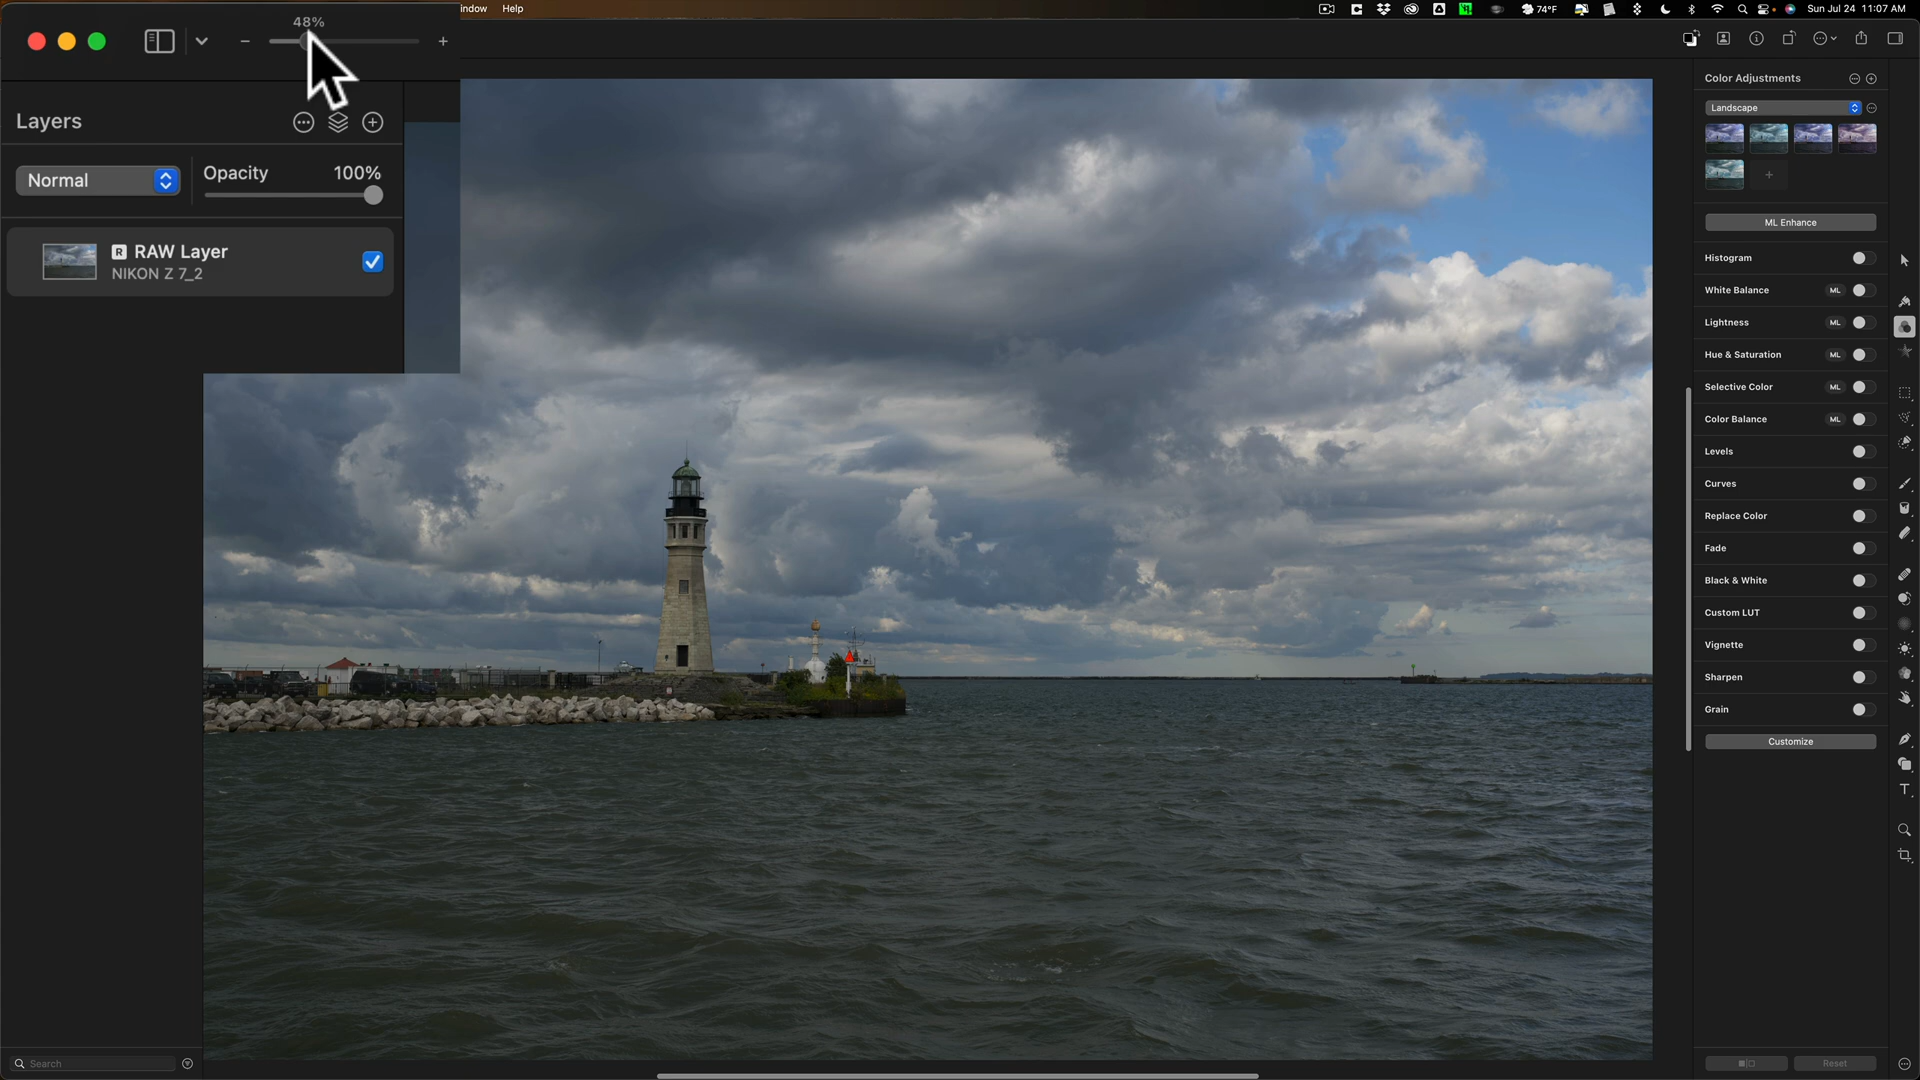 indow Help
74°F Sun Jul 24 11:07 AM
48%
Layers
Normal
Opacity 100%
R RAW Layer
NIKON Z 7_2
Search
Color Adjustments
Landscape
ML Enhance
Histogram
White Balance ML
Lightness ML
Hue & Saturation ML
Selective Color ML
Color Balance ML
Levels
Curves
Replace Color
Fade
Black & White
Custom LUT
Vignette
Sharpen
Grain
Customize
Reset